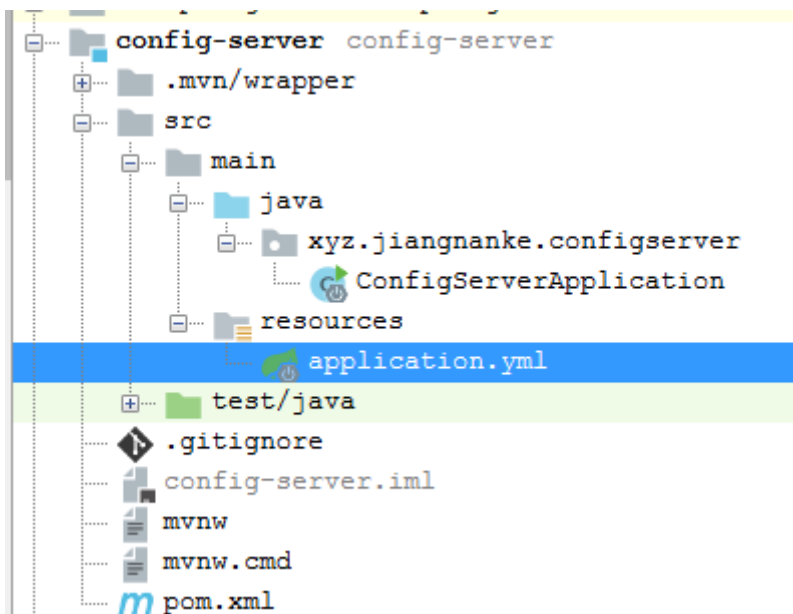 config-server config-server
.mvn/wrapper
src
main
java
xyz.jiangnanke.configserver
ConfigServerApplication
resources
application.yml
test/java
.gitignore
config-server.iml
mvnw
mvnw.cmd
pom.xml